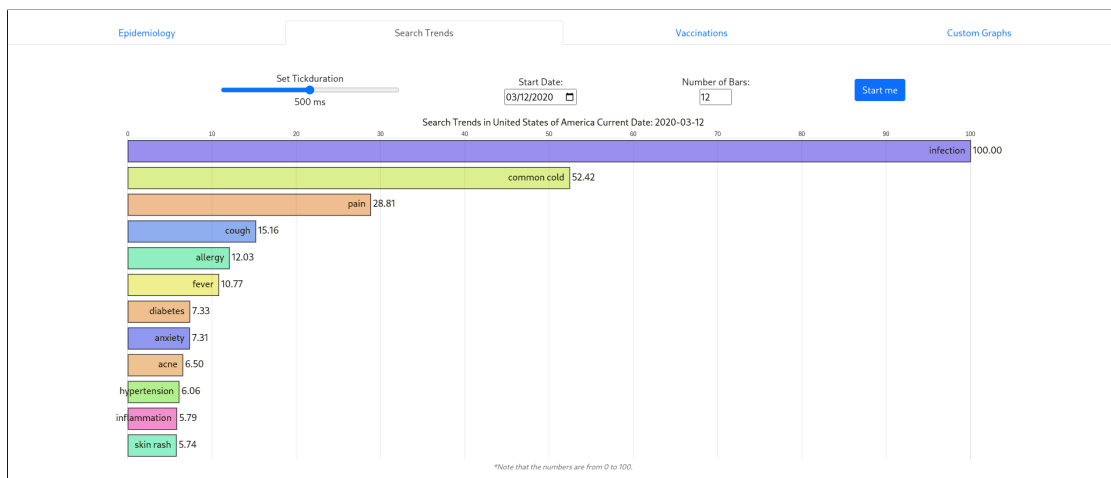 Epidemiology Search Trends Vaccinations Custom Graphs
Set Tickduration Start Date: Number of Bars:
03/12/2020 12 Start me
500 ms
Search Trends in United States of America Current Date: 2020-03-12
0 10 20 30 40 50 60 70 80 90 100
infection 100.00
common cold 52.42
pain 28.81
cough 15.16
allergy 12.03
fever 10.77
diabetes 7.33
anxiety 7.31
acne 6.50
hypertension 6.06
inflammation 5.79
skin rash 5.74
*Note that the numbers are from 0 to 100.